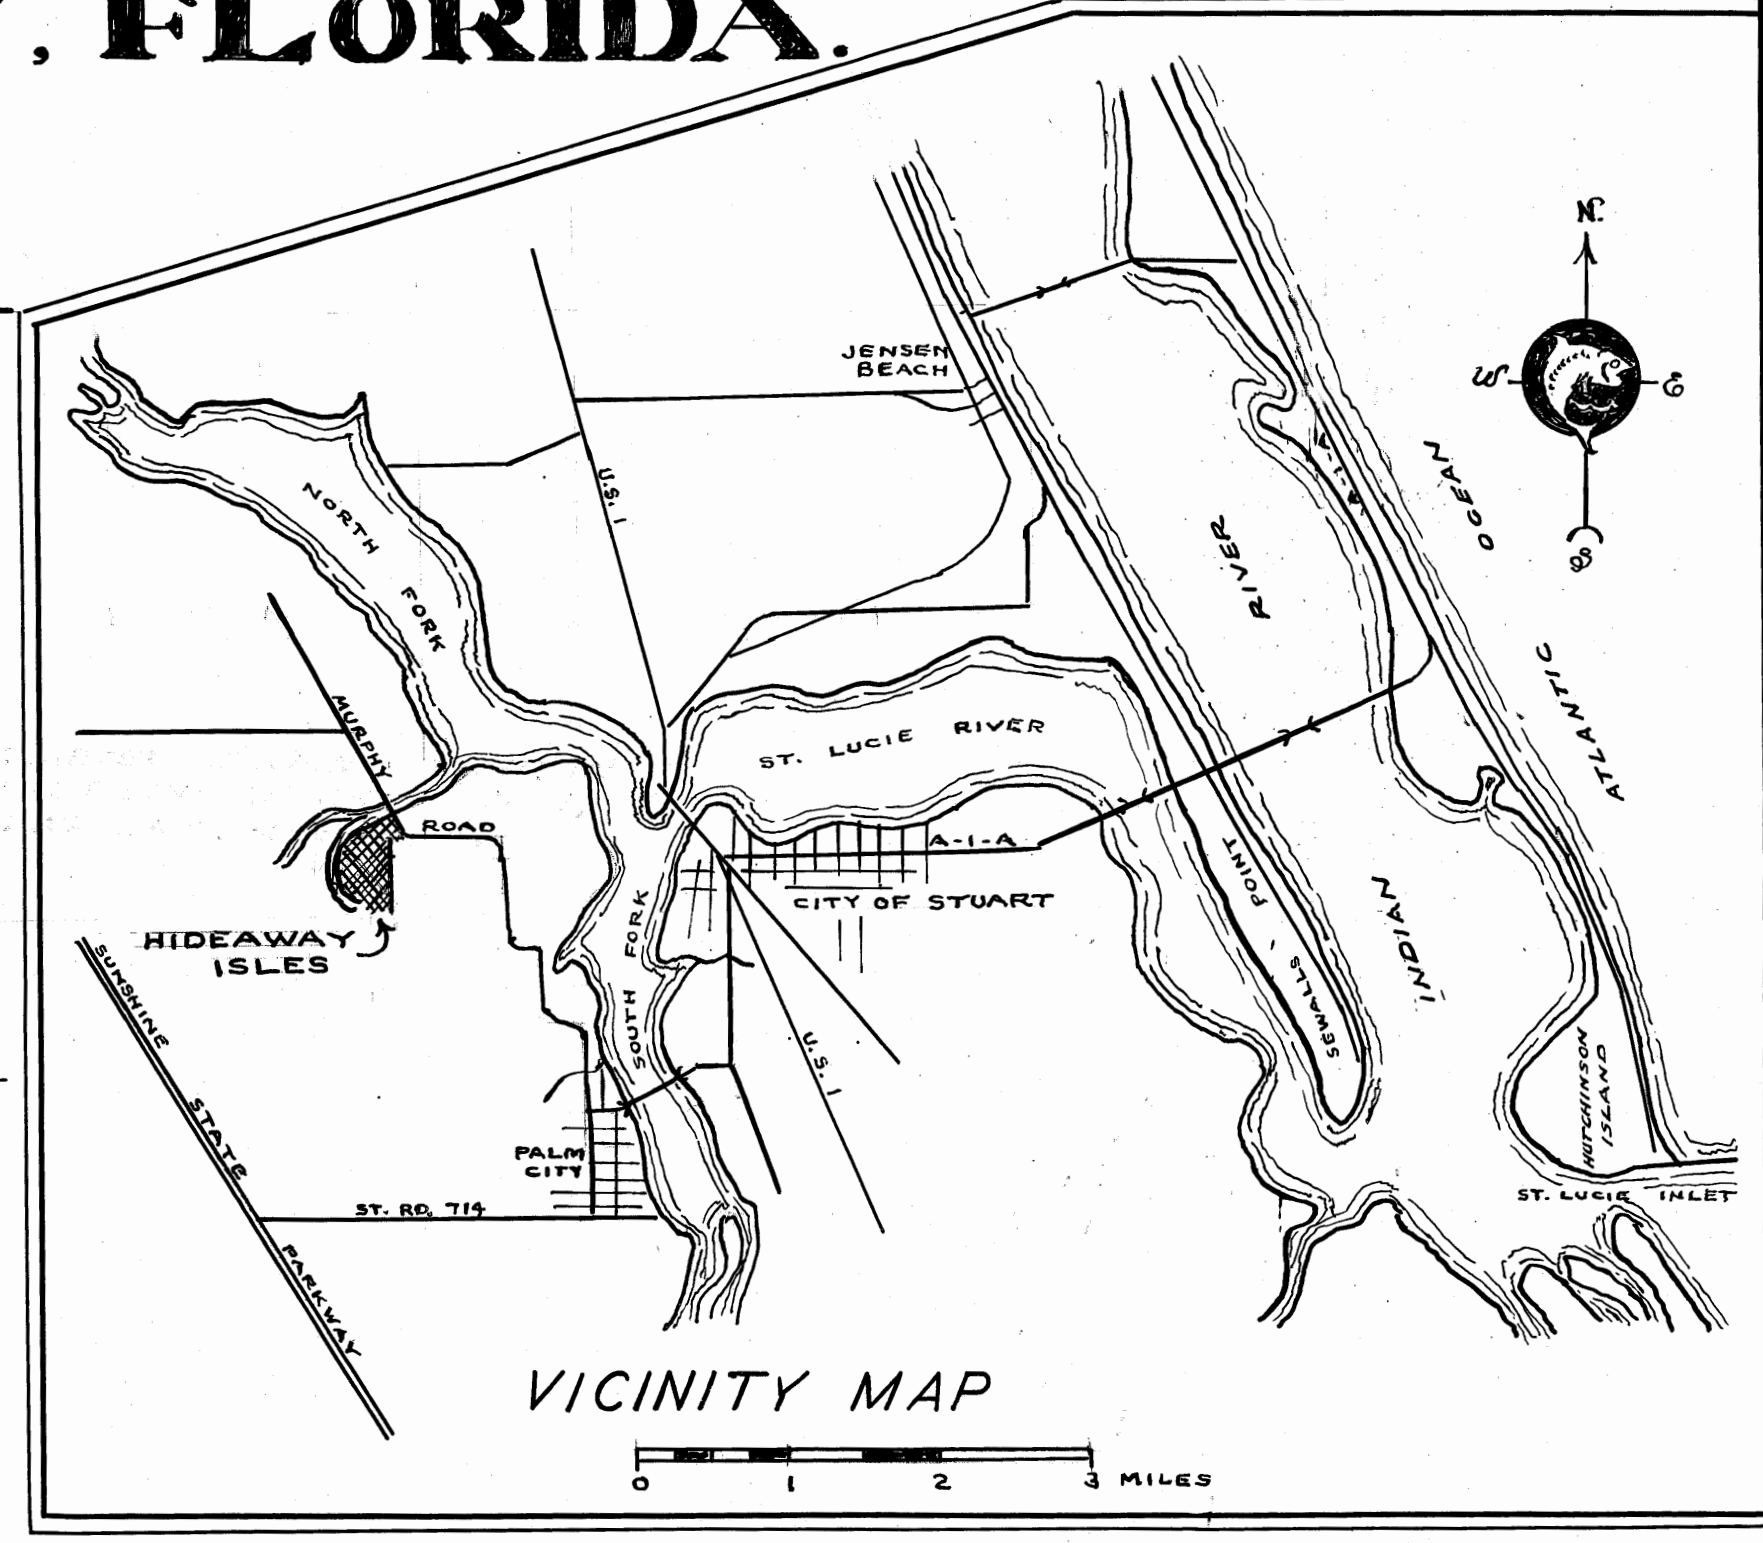 , FLORIDA.
N.
JENSEN
BEACH
W
E
A-1-A
OCEAN
U.S. 1
NORTH
FORK
RIVER
S
ATLANTIC
MURPHY
ST. LUCIE RIVER
ROAD
A-1-A
POINT
CITY OF STUART
INDIAN
HIDEAWAY
ISLES
SOUTH FORK
SEWALLS
SUNSHINE
STATE
PARKWAY
U.S. 1
HUTCHINSON
ISLAND
PALM
CITY
ST. RD. 714
ST. LUCIE INLET
VICINITY MAP
0 1 2 3 MILES